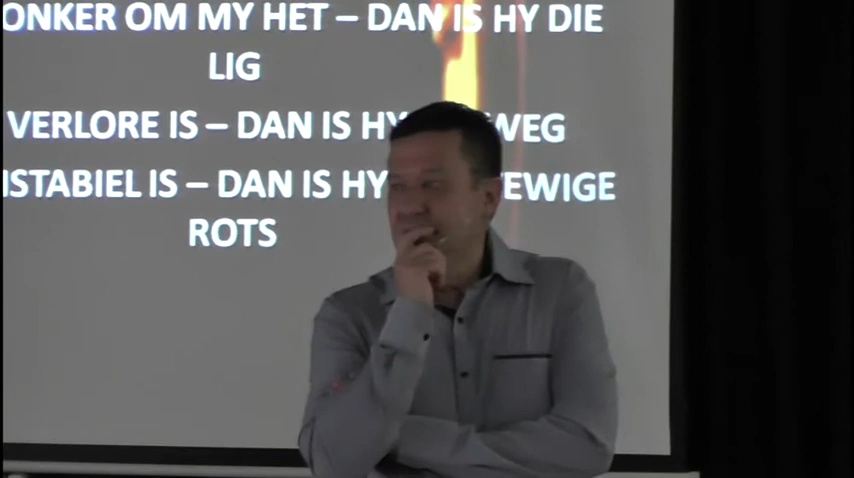 ONKER OM MY HET – DAN IS HY DIE
LIG
VERLORE IS – DAN IS HY WEG
STABIEL IS – DAN IS HY EWIGE
ROTS